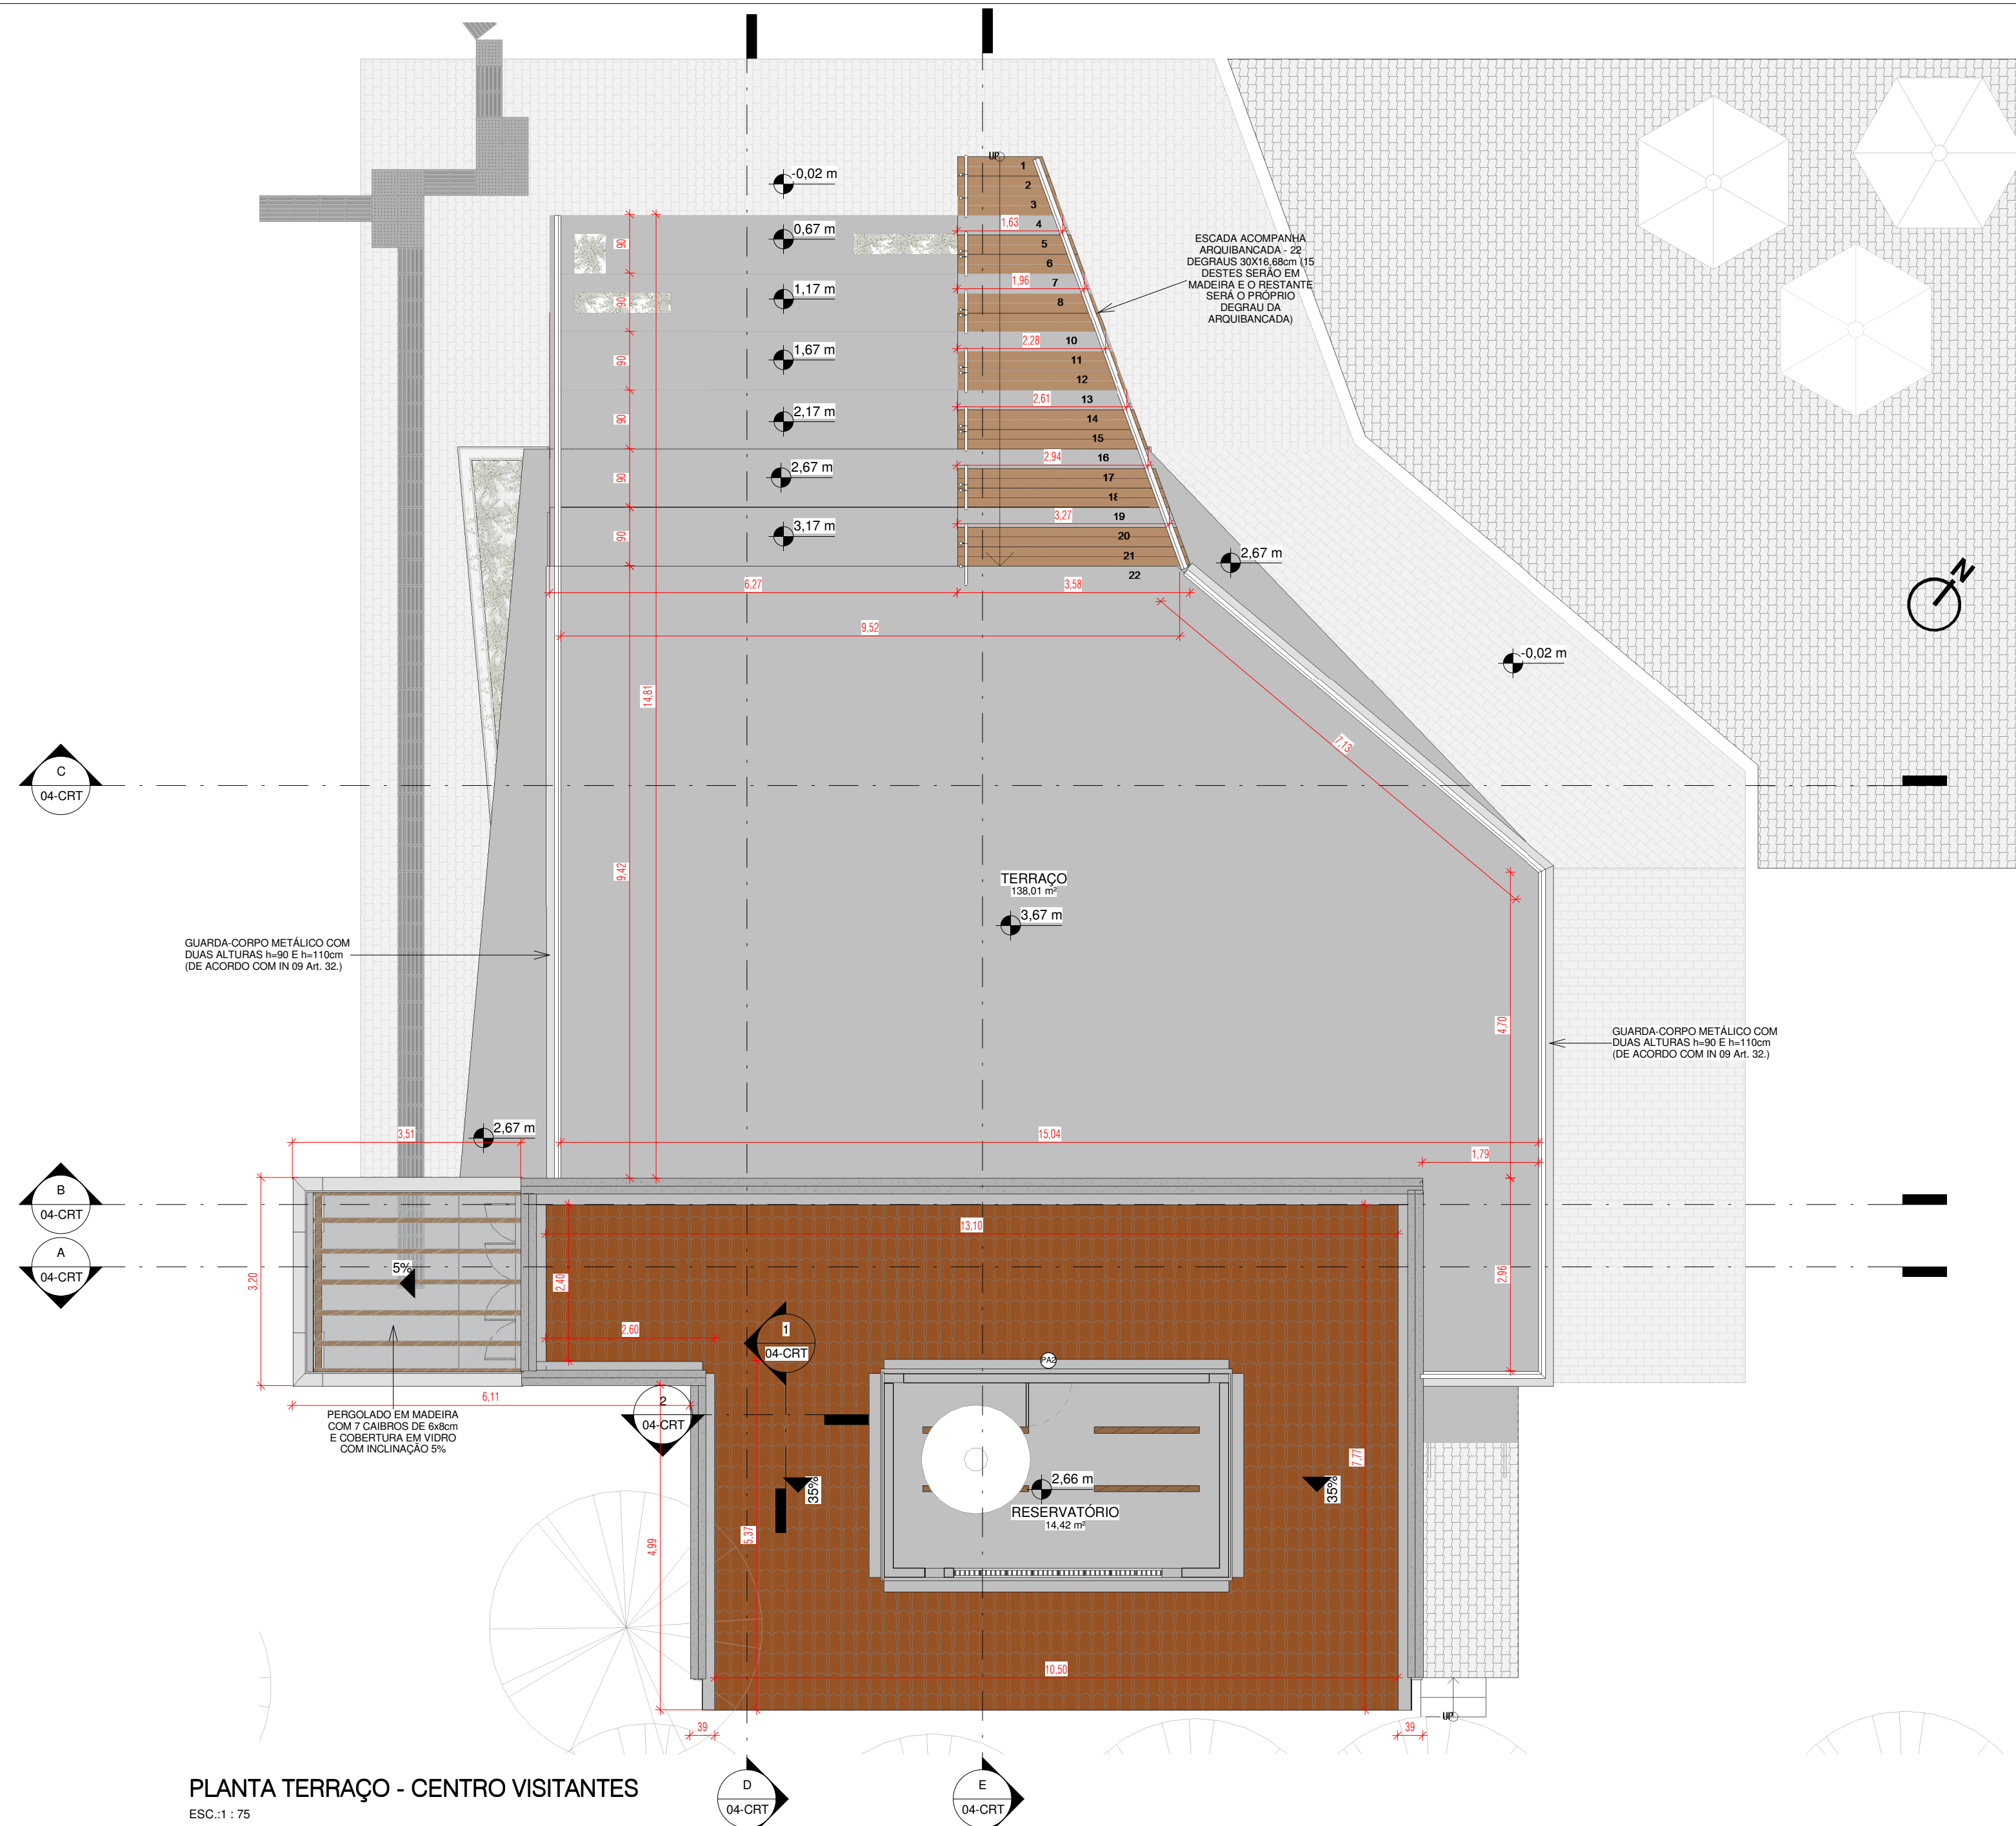 -0,02 m
UP
1
2
3
0,67 m
90
1,63
4
5
6
ESCADA ACOMPANHA
ARQUIBANCADA - 22
DEGRAUS 30X16,68cm (15
DESTES SERÃO EM
MADEIRA E O RESTANTE
SERÁ O PRÓPRIO
DEGRAU DA
ARQUIBANCADA)
1,17 m
90
1,96
7
8
1,67 m
90
2,28
10
11
12
2,17 m
90
2,61
13
14
15
2,67 m
90
2,94
16
17
18
3,17 m
90
3,27
19
20
21
22
2,67 m
N
6,27
3,58
9,52
-0,02 m
14,81
7,13
C
04-CRT
9,42
TERRAÇO
138,01 m²
3,67 m
GUARDA-CORPO METÁLICO COM
DUAS ALTURAS h=90 E h=110cm
(DE ACORDO COM IN 09 Art. 32.)
4,70
GUARDA-CORPO METÁLICO COM
DUAS ALTURAS h=90 E h=110cm
(DE ACORDO COM IN 09 Art. 32.)
2,67 m
3,51
15,04
1,79
B
04-CRT
13,10
A
04-CRT
5%
3,20
2,40
2,96
2,60
1
04-CRT
PA2
6,11
2
04-CRT
PERGOLADO EM MADEIRA
COM 7 CAIBROS DE 6x8cm
E COBERTURA EM VIDRO
COM INCLINAÇÃO 5%
7,77
35%
2,66 m
35%
RESERVATÓRIO
14,42 m²
4,99
5,37
10,50
39
39
UP
PLANTA TERRAÇO - CENTRO VISITANTES
ESC.:1 : 75
D
04-CRT
E
04-CRT